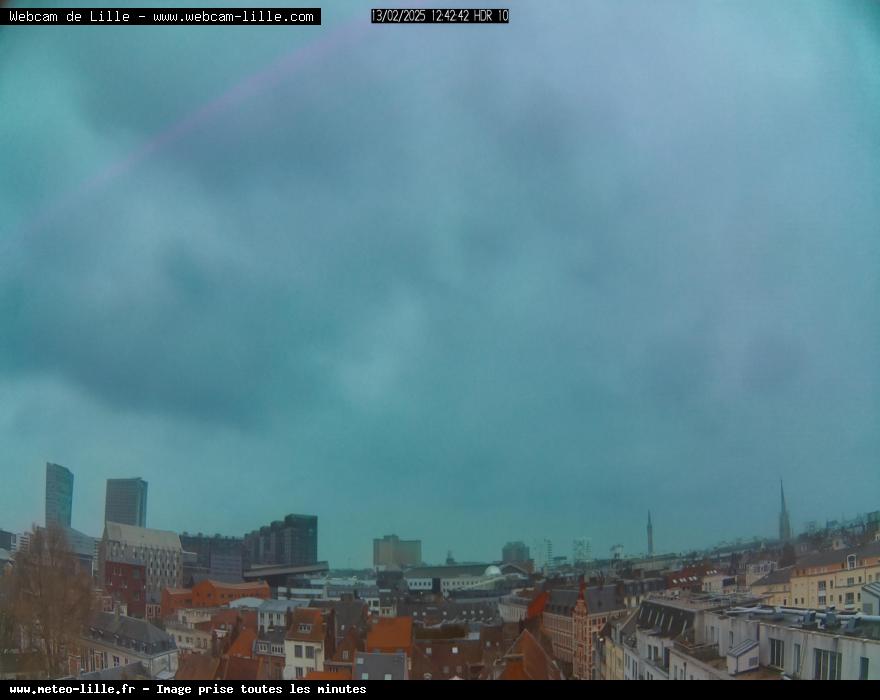 Webcam de Lille - www.webcam-lille.com
13/02/2025 12:42:42 HDR 10
www.meteo-lille.fr - Image prise toutes les minutes